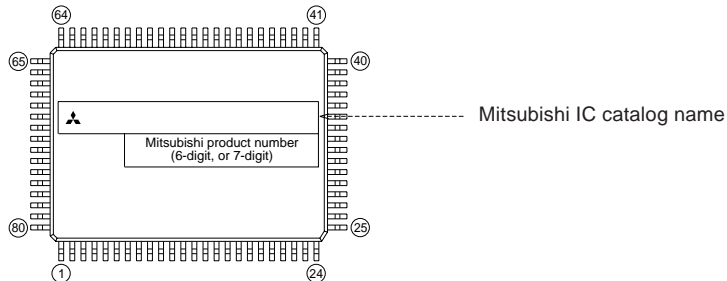 64
41
65
40
Mitsubishi IC catalog name
Mitsubishi product number
(6-digit, or 7-digit)
80
25
1
24